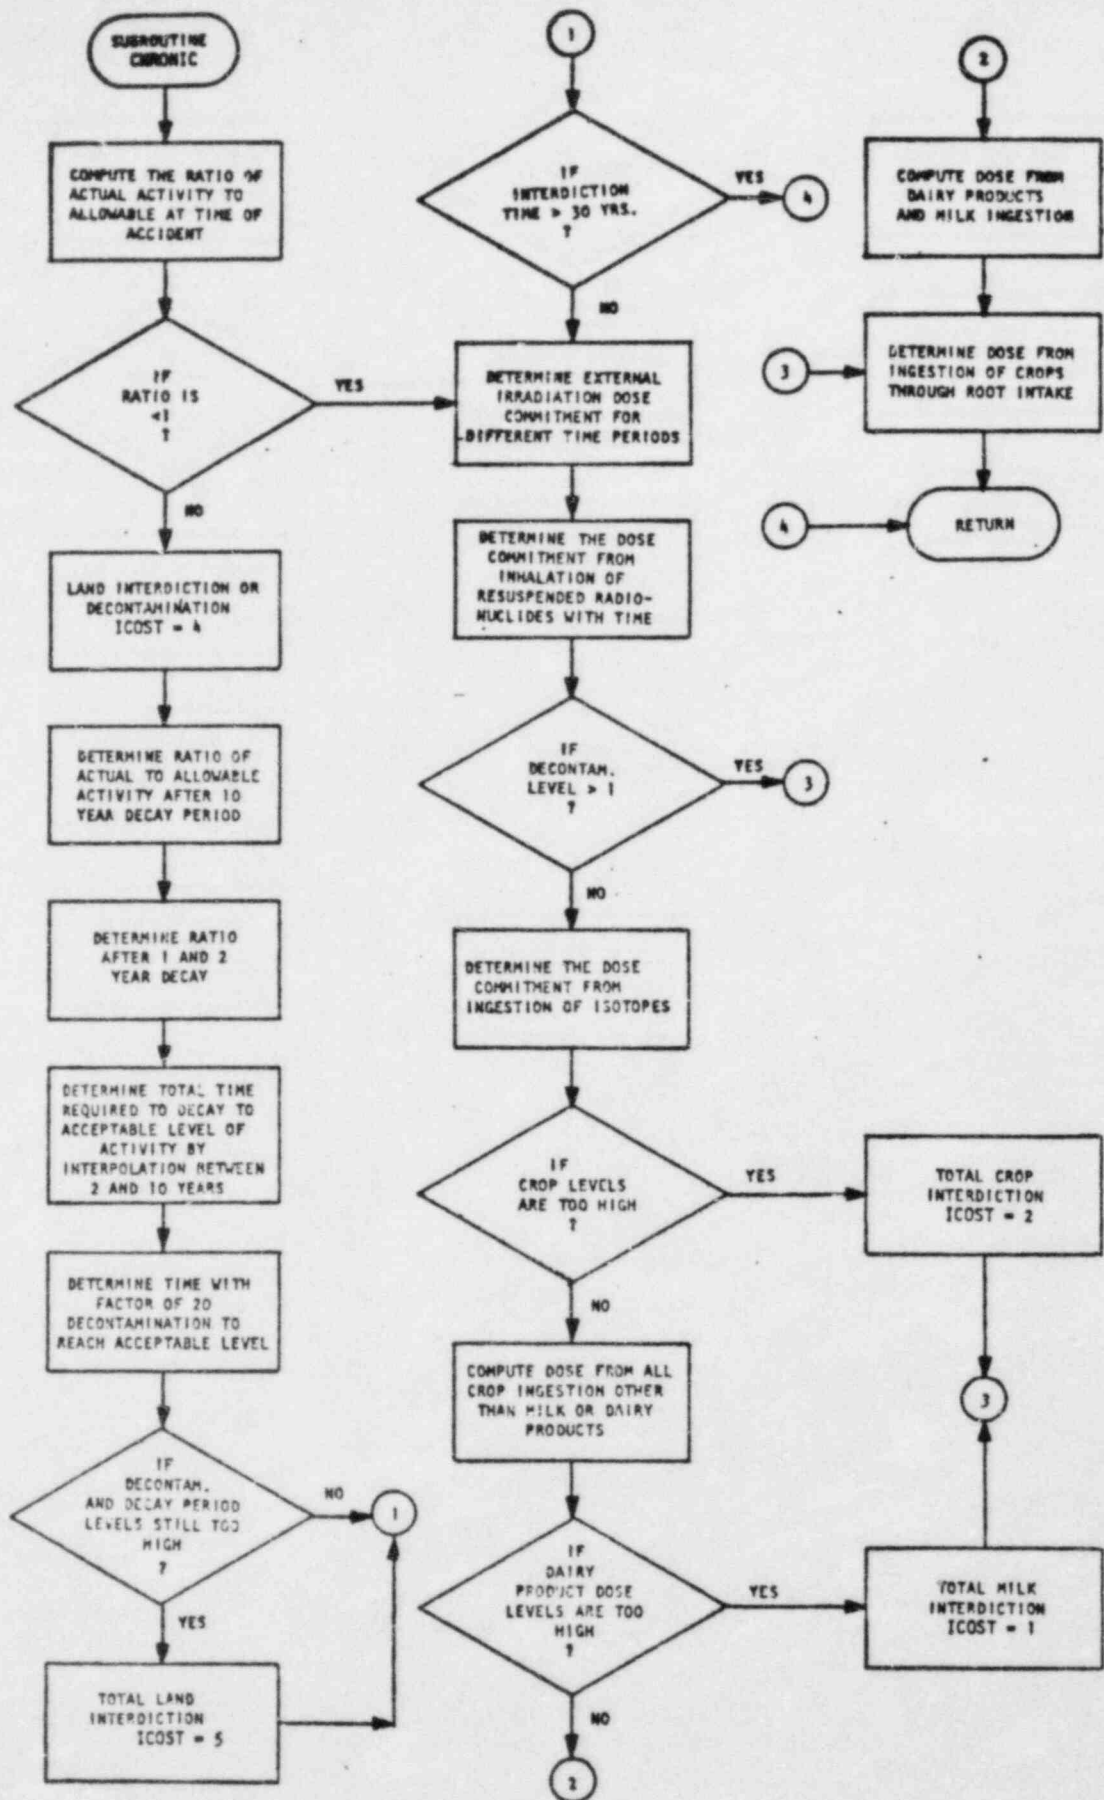 SUBROUTINE
CHRONIC
COMPUTE THE RATIO OF
ACTUAL ACTIVITY TO
ALLOWABLE AT TIME OF
ACCIDENT
IF
RATIO IS
<1
?
YES
NO
LAND INTERDICTION OR
DECONTAMINATION
ICOST = 4
DETERMINE RATIO OF
ACTUAL TO ALLOWABLE
ACTIVITY AFTER 10
YEAR DECAY PERIOD
DETERMINE RATIO
AFTER 1 AND 2
YEAR DECAY
DETERMINE TOTAL TIME
REQUIRED TO DECAY TO
ACCEPTABLE LEVEL OF
ACTIVITY BY
INTERPOLATION BETWEEN
2 AND 10 YEARS
DETERMINE TIME WITH
FACTOR OF 20
DECONTAMINATION TO
REACH ACCEPTABLE LEVEL
IF
DECONTAM.
AND DECAY PERIOD
LEVELS STILL TOO
HIGH
?
NO
1
YES
TOTAL LAND
INTERDICTION
ICOST = 5
1
IF
INTERDICTION
TIME > 30 YRS.
?
YES
4
NO
DETERMINE EXTERNAL
IRRADIATION DOSE
COMMITMENT FOR
DIFFERENT TIME PERIODS
DETERMINE THE DOSE
COMMITMENT FROM
INHALATION OF
RESUSPENDED RADIO-
NUCLIDES WITH TIME
IF
DECONTAM.
LEVEL > 1
?
YES
3
NO
DETERMINE THE DOSE
COMMITMENT FROM
INGESTION OF ISOTOPES
IF
CROP LEVELS
ARE TOO HIGH
?
YES
NO
COMPUTE DOSE FROM ALL
CROP INGESTION OTHER
THAN MILK OR DAIRY
PRODUCTS
IF
DAIRY
PRODUCT DOSE
LEVELS ARE TOO
HIGH
?
YES
NO
2
2
COMPUTE DOSE FROM
DAIRY PRODUCTS
AND MILK INGESTION
3
DETERMINE DOSE FROM
INGESTION OF CROPS
THROUGH ROOT INTAKE
4
RETURN
TOTAL CROP
INTERDICTION
ICOST = 2
3
TOTAL MILK
INTERDICTION
ICOST = 1